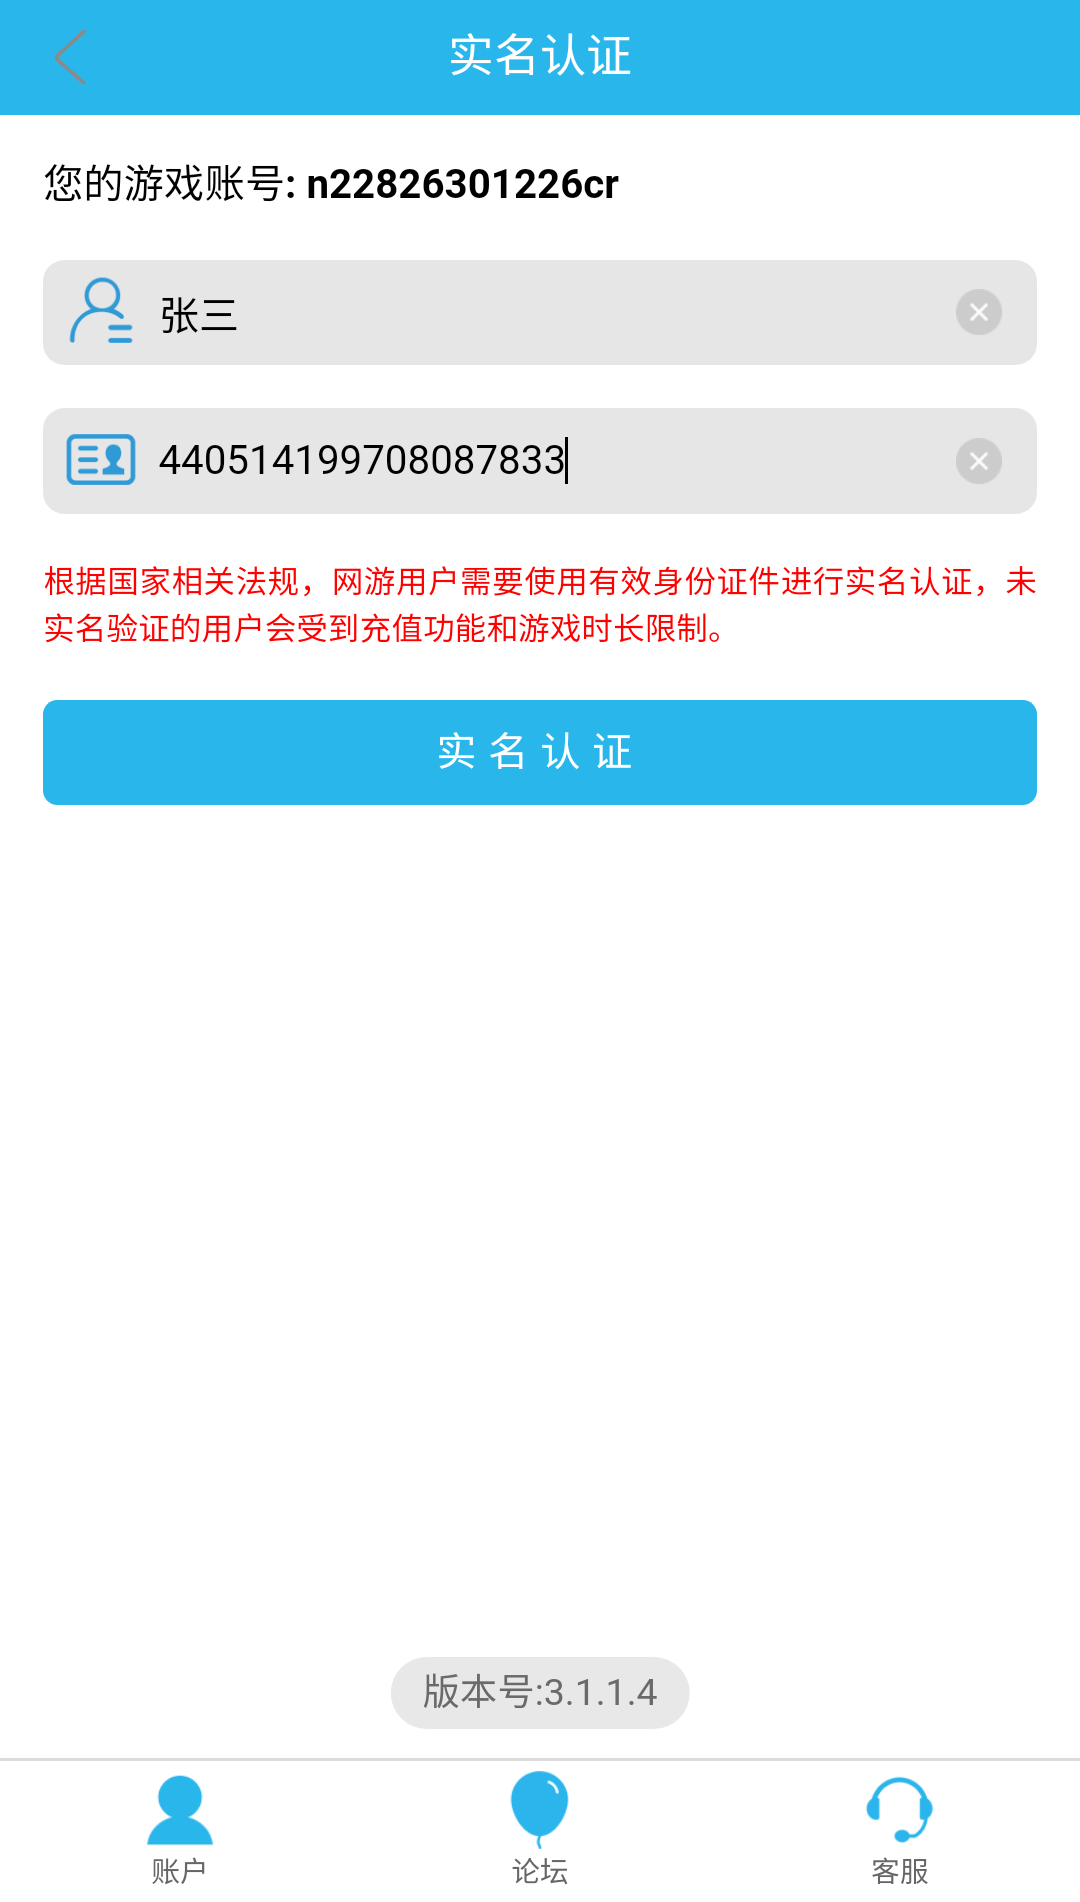 实名认证
您的游戏账号: n22826301226cr
张三
440514199708087833
根据国家相关法规，网游用户需要使用有效身份证件进行实名认证，未
实名验证的用户会受到充值功能和游戏时长限制。
实名认证
版本号:3.1.1.4
账户
论坛
客服